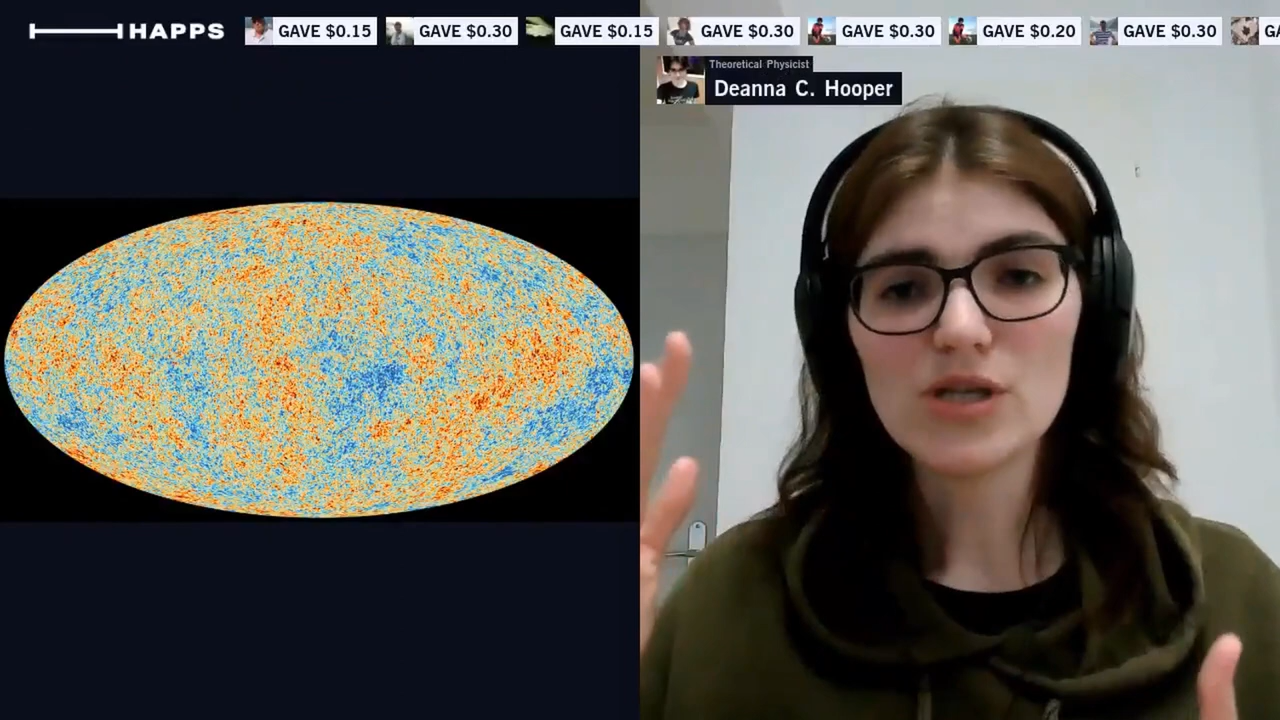 HAPPS
GAVE $0.15
GAVE $0.30
GAVE $0.15
GAVE $0.30
GAVE $0.30
GAVE $0.20
GAVE $0.30
Theoretical Physicist
Deanna C. Hooper